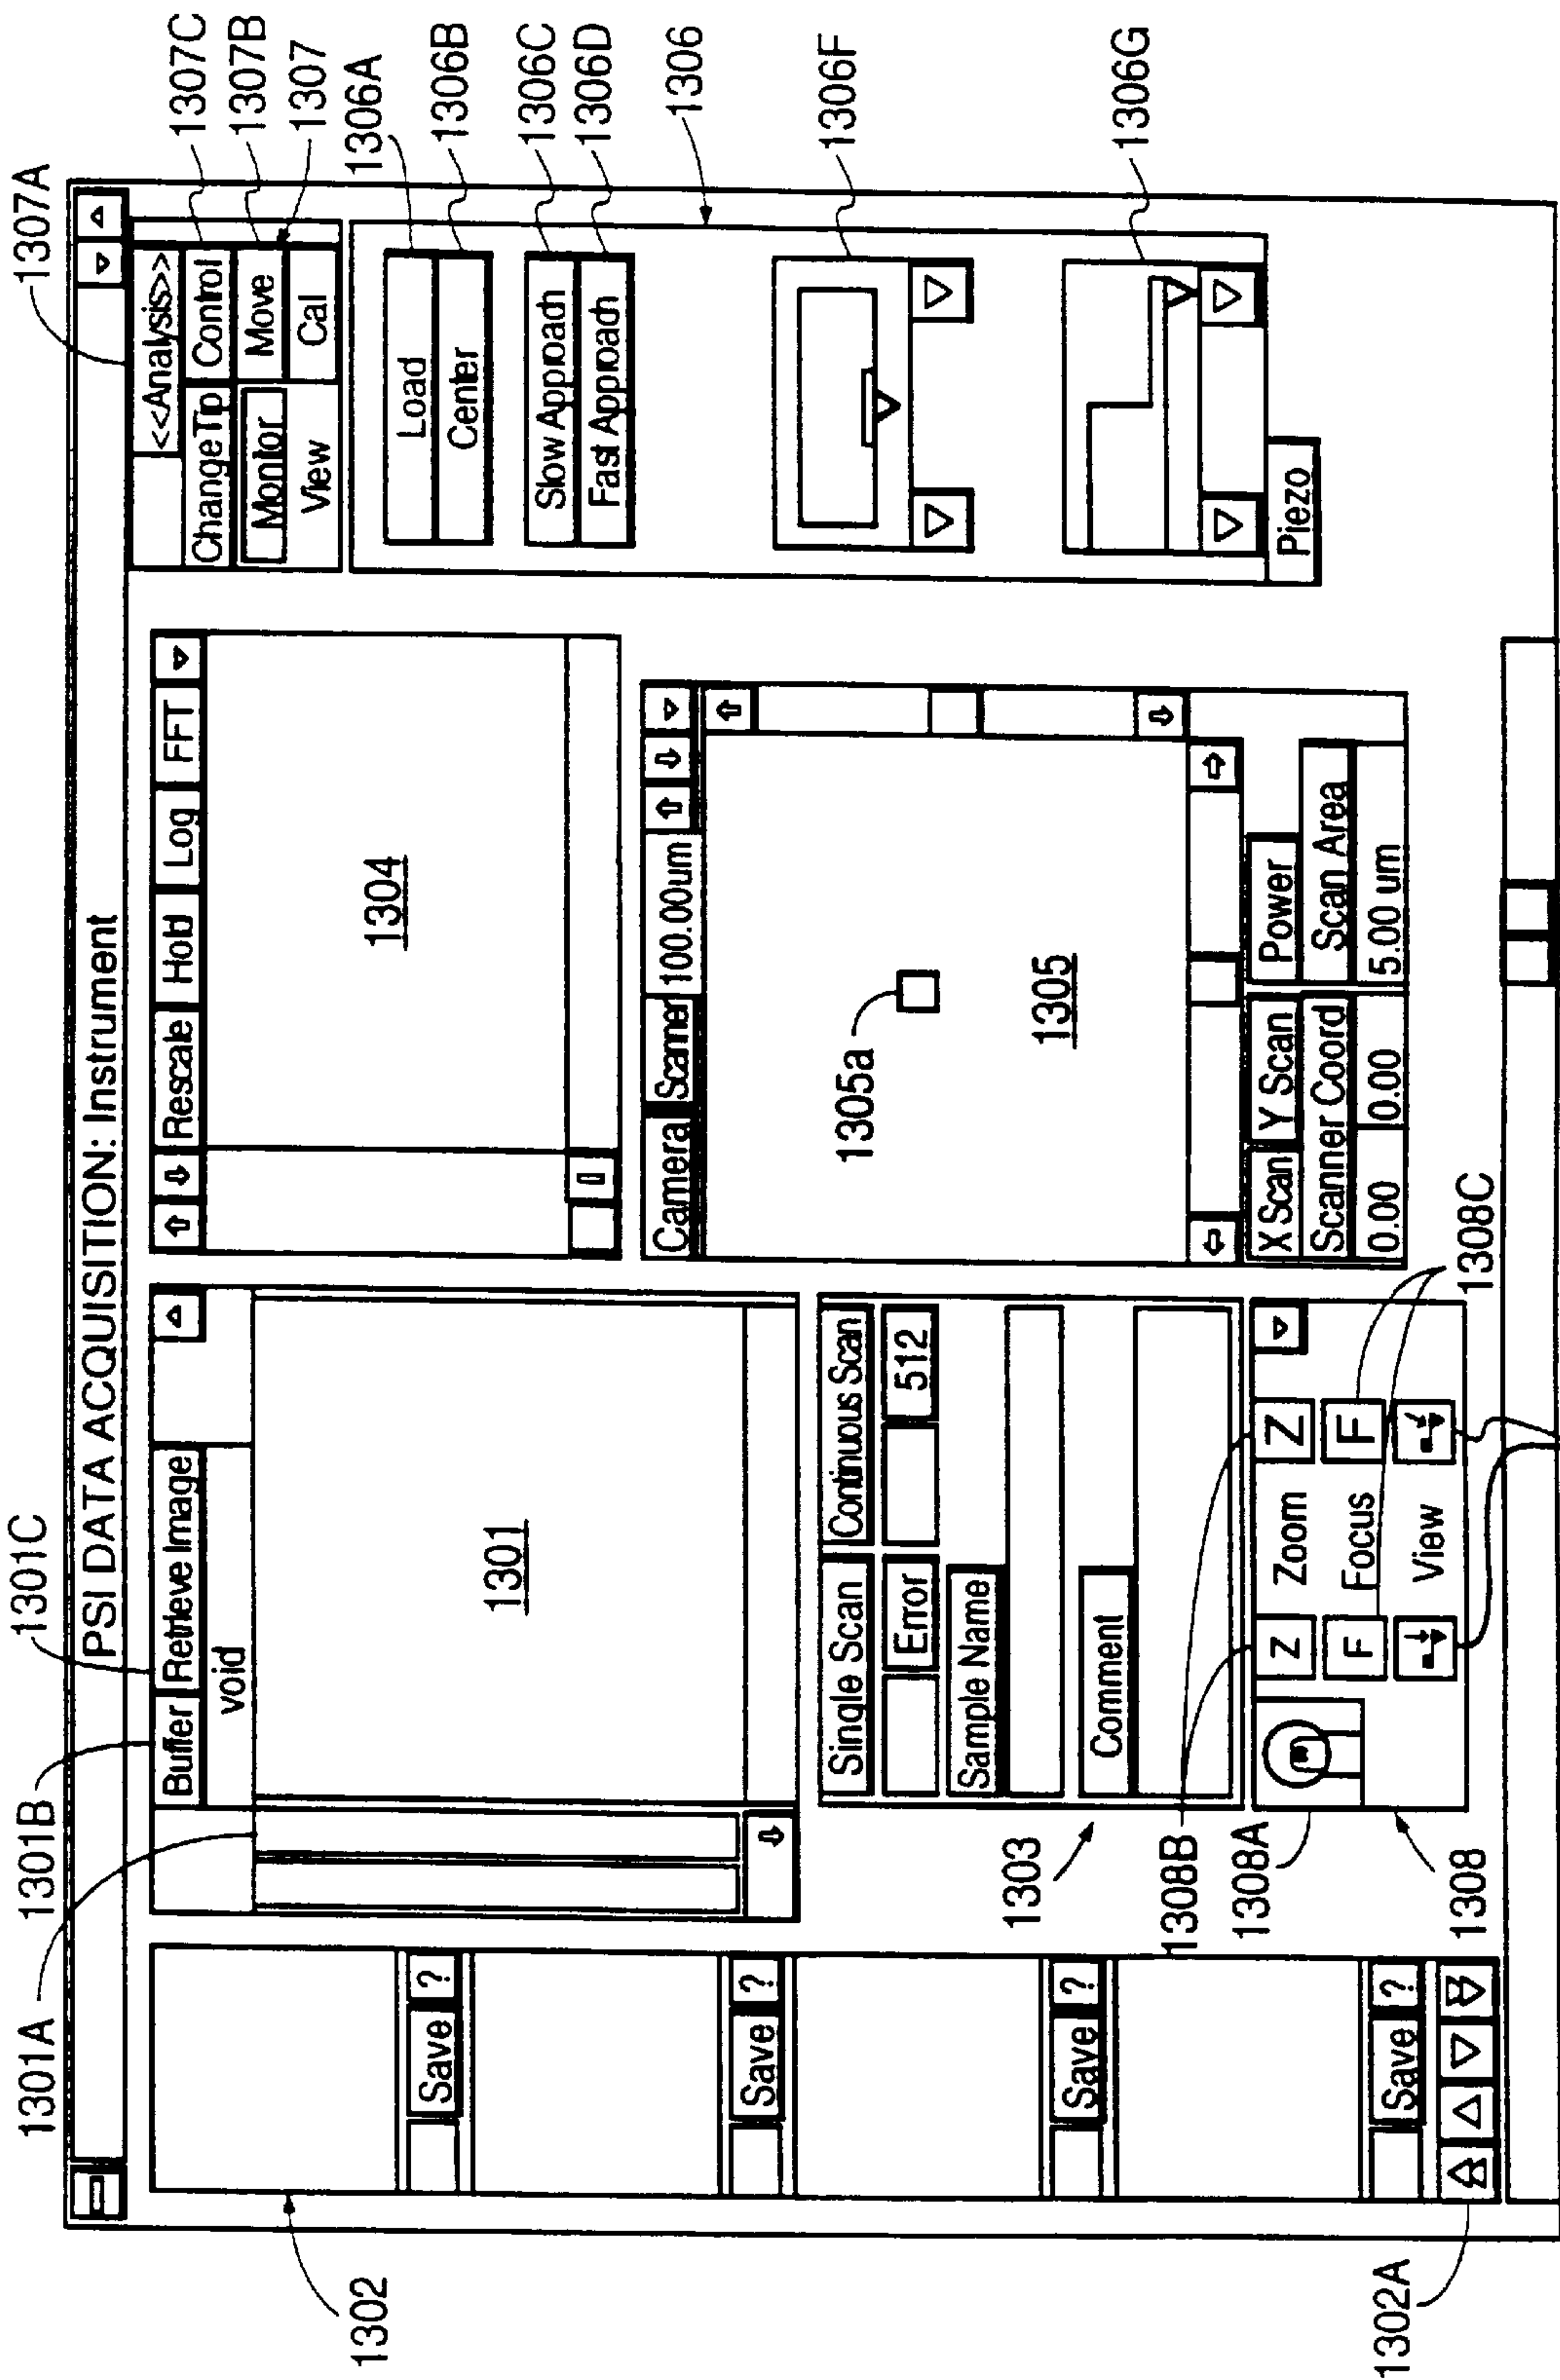 1301A
1301B
1301C
1307A
PSI DATA ACQUISITION: Instrument
1307C
1307B
1307
1306A
1306B
1306C
1306D
1306
1306F
1306G
1302
Save ?
Save ?
Save ?
Save ?
1302A
Buffer Retrieve Image
void
1301
Rescale Hold Log FFT
1304
<<Analysis>>
ChangeTip Control
Monitor Move
View Cal
Load
Center
Slow Approach
Fast Approach
Piezo
Single Scan Continuous Scan
Error 512
Sample Name
Comment
1303
Camera Scanner 100.00um
1305a
1305
X Scan Y Scan Power
Scanner Coord Scan Area
0.00 0.00 5.00 um
1308B
1308A
1308
Z Zoom Z
F Focus F
View
1308C